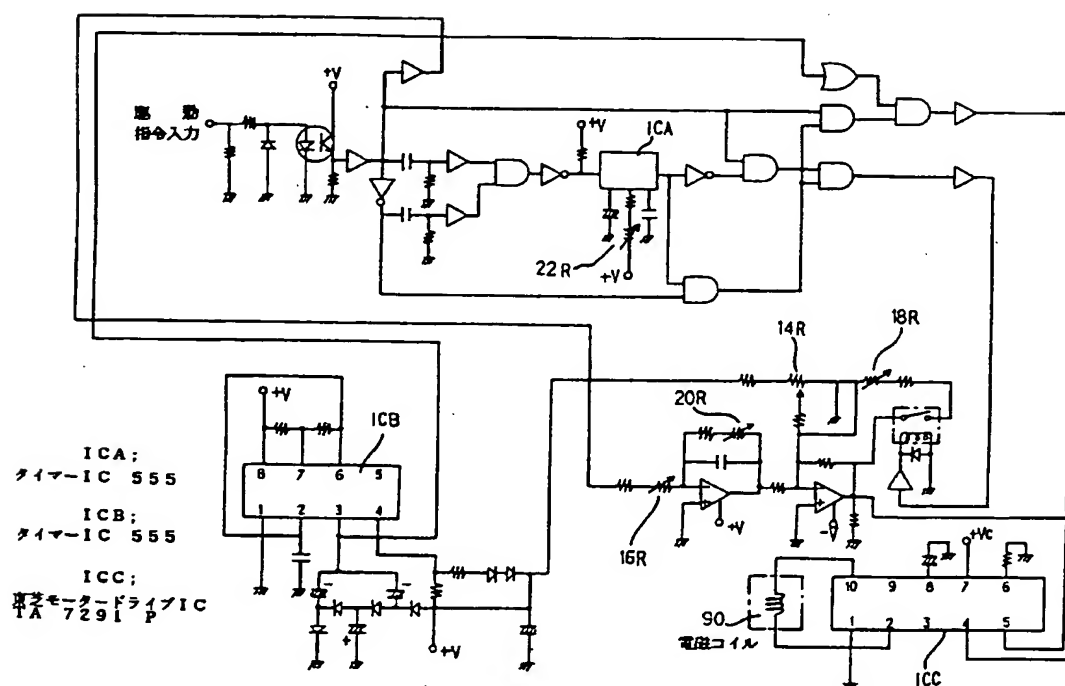 +V
駆 動
指令入力
+V
ICA
22R
+V
14R
18R
20R
+V
ICB
8 7 6 5
1 2 3 4
ICA;
タイマーIC 555
ICB;
タイマーIC 555
ICC;
東芝モータードライブIC
TA 7291 P
16R
+V
+V
+Vc
10 9 8 7 6
1 2 3 4 5
90
電磁コイル
ICC